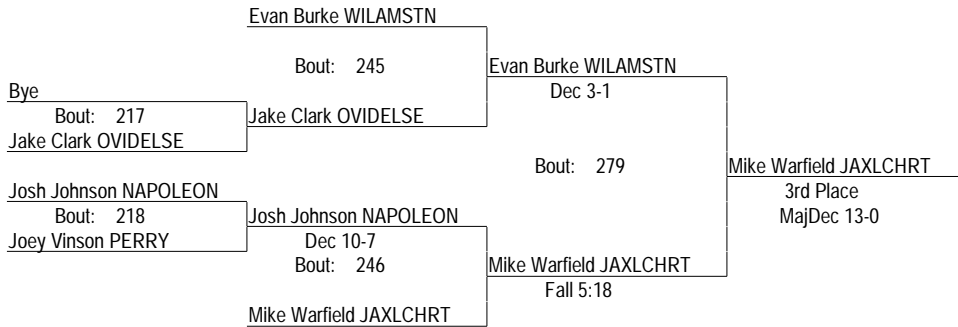 Evan Burke WILAMSTN
Bout: 245
Evan Burke WILAMSTN
Dec 3-1
Bye
Bout: 217
Jake Clark OVIDELSE
Jake Clark OVIDELSE
Bout: 279
Mike Warfield JAXLCHRT
3rd Place
MajDec 13-0
Josh Johnson NAPOLEON
Bout: 218
Joey Vinson PERRY
Josh Johnson NAPOLEON
Dec 10-7
Bout: 246
Mike Warfield JAXLCHRT
Fall 5:18
Mike Warfield JAXLCHRT